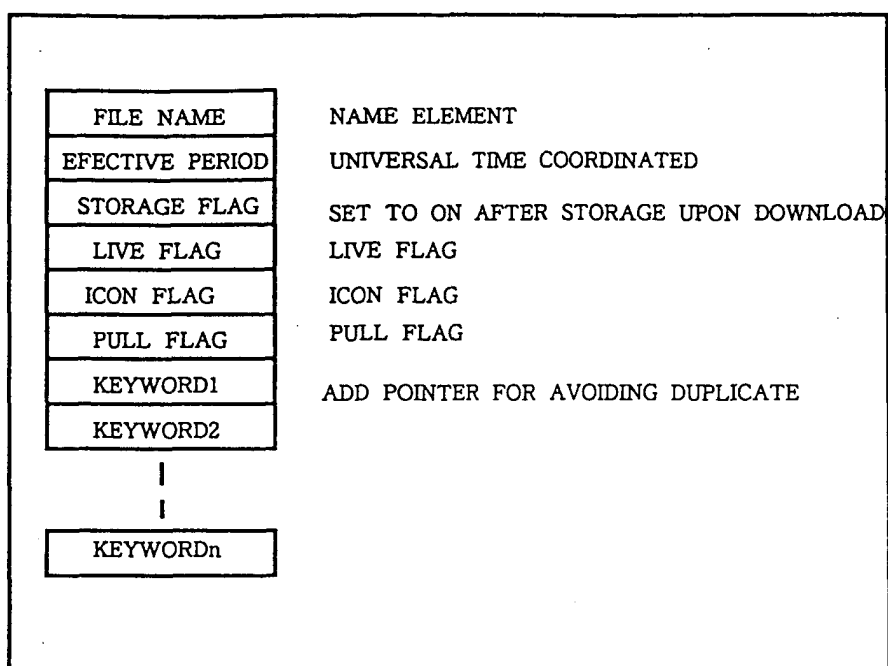 FILE NAME NAME ELEMENT
EFECTIVE PERIOD UNIVERSAL TIME COORDINATED
STORAGE FLAG SET TO ON AFTER STORAGE UPON DOWNLOAD
LIVE FLAG LIVE FLAG
ICON FLAG ICON FLAG
PULL FLAG PULL FLAG
KEYWORD1 ADD POINTER FOR AVOIDING DUPLICATE
KEYWORD2
KEYWORDn